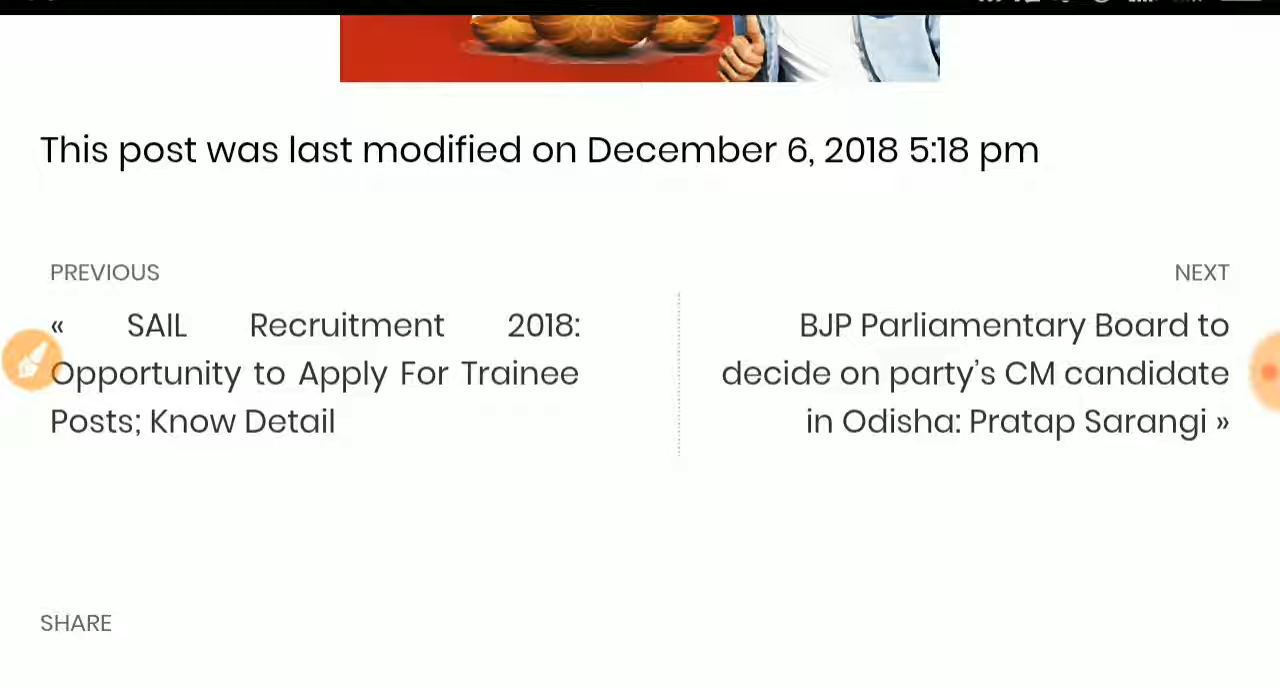 This post was last modified on December 6, 2018 5:18 pm
PREVIOUS
« SAIL Recruitment 2018:
Opportunity to Apply For Trainee
Posts; Know Detail
NEXT
BJP Parliamentary Board to
decide on party’s CM candidate
in Odisha: Pratap Sarangi »
SHARE